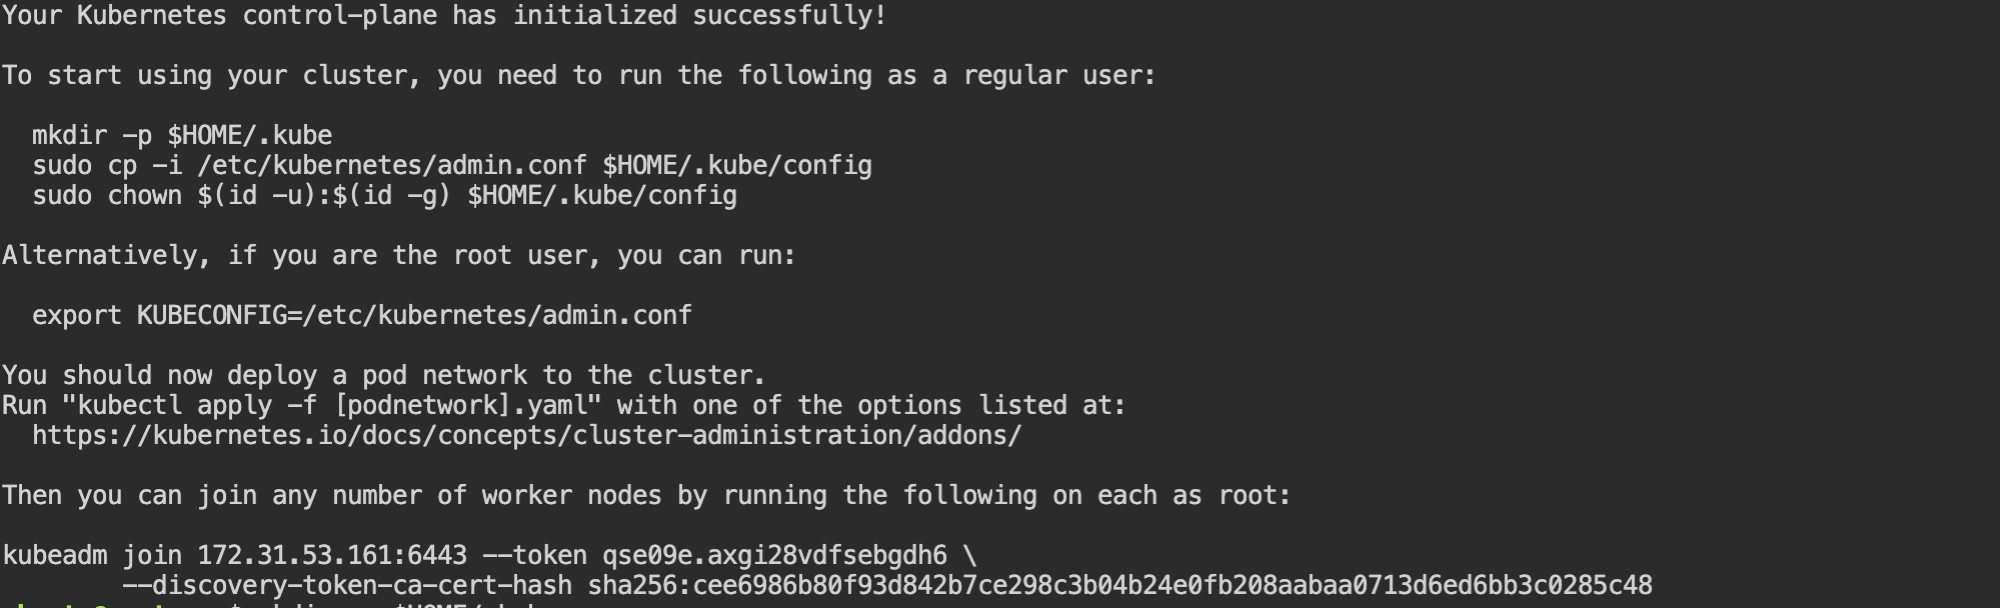 Your Kubernetes control-plane has initialized successfully!
To start using your cluster, you need to run the following as a regular user:
mkdir -p $HOME/.kube
sudo cp -i /etc/kubernetes/admin.conf $HOME/.kube/config
sudo chown $(id -u):$(id -g) $HOME/.kube/config
Alternatively, if you are the root user, you can run:
export KUBECONFIG=/etc/kubernetes/admin.conf
You should now deploy a pod network to the cluster.
Run "kubectl apply -f [podnetwork].yaml" with one of the options listed at:
https://kubernetes.io/docs/concepts/cluster-administration/addons/
Then you can join any number of worker nodes by running the following on each as root:
kubeadm join 172.31.53.161:6443 --token qse09e.axgi28vdfsebgdh6 \
--discovery-token-ca-cert-hash sha256:cee6986b80f93d842b7ce298c3b04b24e0fb208aabaa0713d6ed6bb3c0285c48